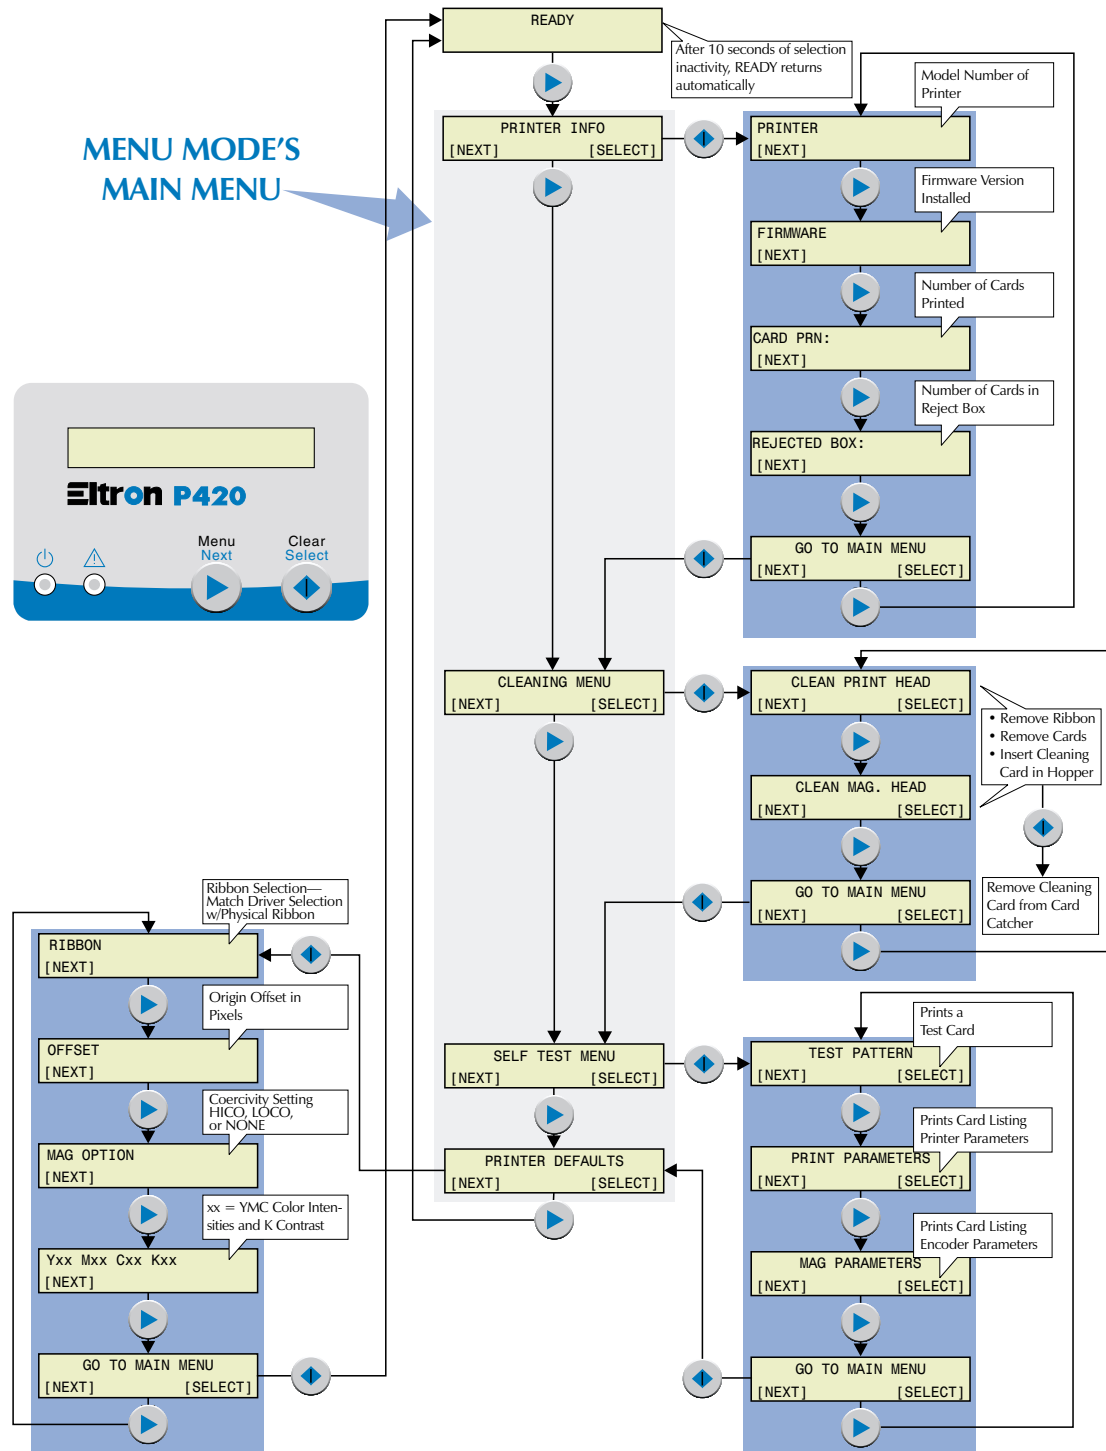 READY
After 10 seconds of selection
inactivity, READY returns
automatically
MENU MODE'S
MAIN MENU
PRINTER INFO
[NEXT] [SELECT]
Model Number of
Printer
PRINTER
[NEXT]
Firmware Version
Installed
FIRMWARE
[NEXT]
Number of Cards
Printed
CARD PRN:
[NEXT]
Number of Cards in
Reject Box
REJECTED BOX:
[NEXT]
GO TO MAIN MENU
[NEXT] [SELECT]
Eltron P420
Menu
Next
Clear
Select
CLEANING MENU
[NEXT] [SELECT]
CLEAN PRINT HEAD
[NEXT] [SELECT]
• Remove Ribbon
• Remove Cards
• Insert Cleaning
Card in Hopper
CLEAN MAG. HEAD
[NEXT] [SELECT]
Remove Cleaning
Card from Card
Catcher
GO TO MAIN MENU
[NEXT] [SELECT]
Ribbon Selection—
Match Driver Selection
w/Physical Ribbon
RIBBON
[NEXT]
Origin Offset in
Pixels
OFFSET
[NEXT]
Coercivity Setting
HICO, LOCO,
or NONE
MAG OPTION
[NEXT]
xx = YMC Color Inten-
sities and K Contrast
Yxx Mxx Cxx Kxx
[NEXT]
GO TO MAIN MENU
[NEXT] [SELECT]
SELF TEST MENU
[NEXT] [SELECT]
PRINTER DEFAULTS
[NEXT] [SELECT]
Prints a
Test Card
TEST PATTERN
[NEXT] [SELECT]
Prints Card Listing
Printer Parameters
PRINT PARAMETERS
[NEXT] [SELECT]
Prints Card Listing
Encoder Parameters
MAG PARAMETERS
[NEXT] [SELECT]
GO TO MAIN MENU
[NEXT] [SELECT]